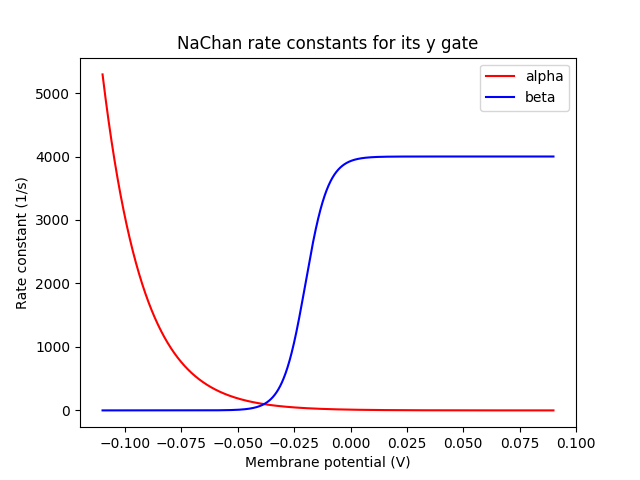 NaChan rate constants for its y gate
alpha
beta
Rate constant (1/s)
5000
4000
3000
2000
1000
0
−0.100 −0.075 −0.050 −0.025 0.000 0.025 0.050 0.075 0.100
Membrane potential (V)